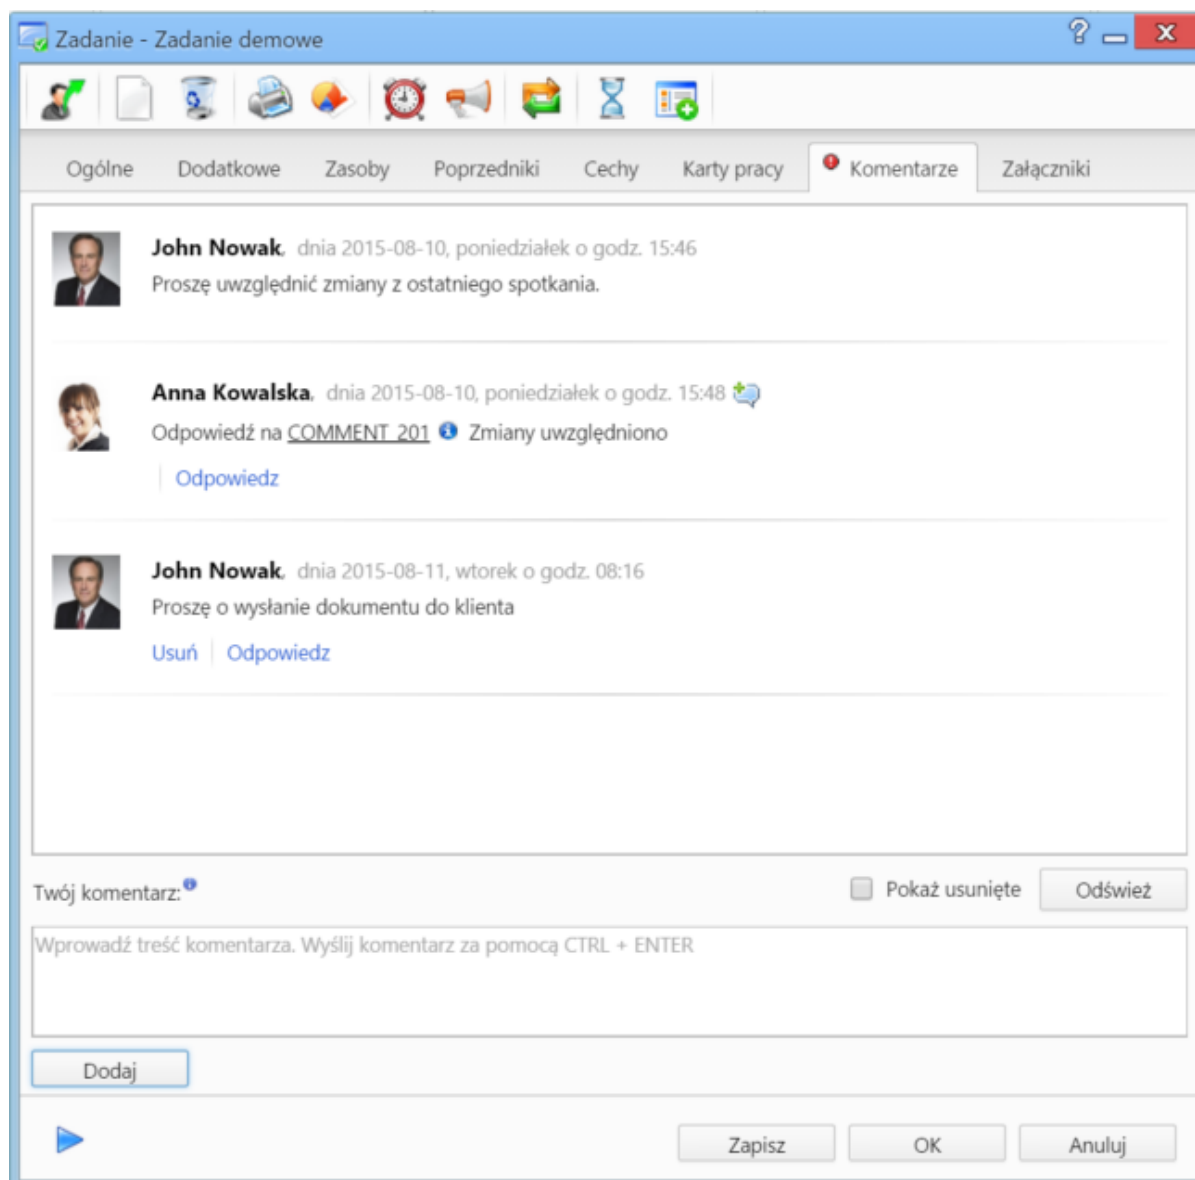 Zadanie - Zadanie demowe
Ogólne Dodatkowe Zasoby Poprzedniki Cechy Karty pracy Komentarze Załączniki
John Nowak, dnia 2015-08-10, poniedziałek o godz. 15:46
Proszę uwzględnić zmiany z ostatniego spotkania.
Anna Kowalska, dnia 2015-08-10, poniedziałek o godz. 15:48
Odpowiedź na COMMENT_201 Zmiany uwzględniono
Odpowiedz
John Nowak, dnia 2015-08-11, wtorek o godz. 08:16
Proszę o wysłanie dokumentu do klienta
Usuń Odpowiedz
Twój komentarz: Pokaż usunięte Odśwież
Wprowadź treść komentarza. Wyślij komentarz za pomocą CTRL + ENTER
Dodaj
Zapisz OK Anuluj